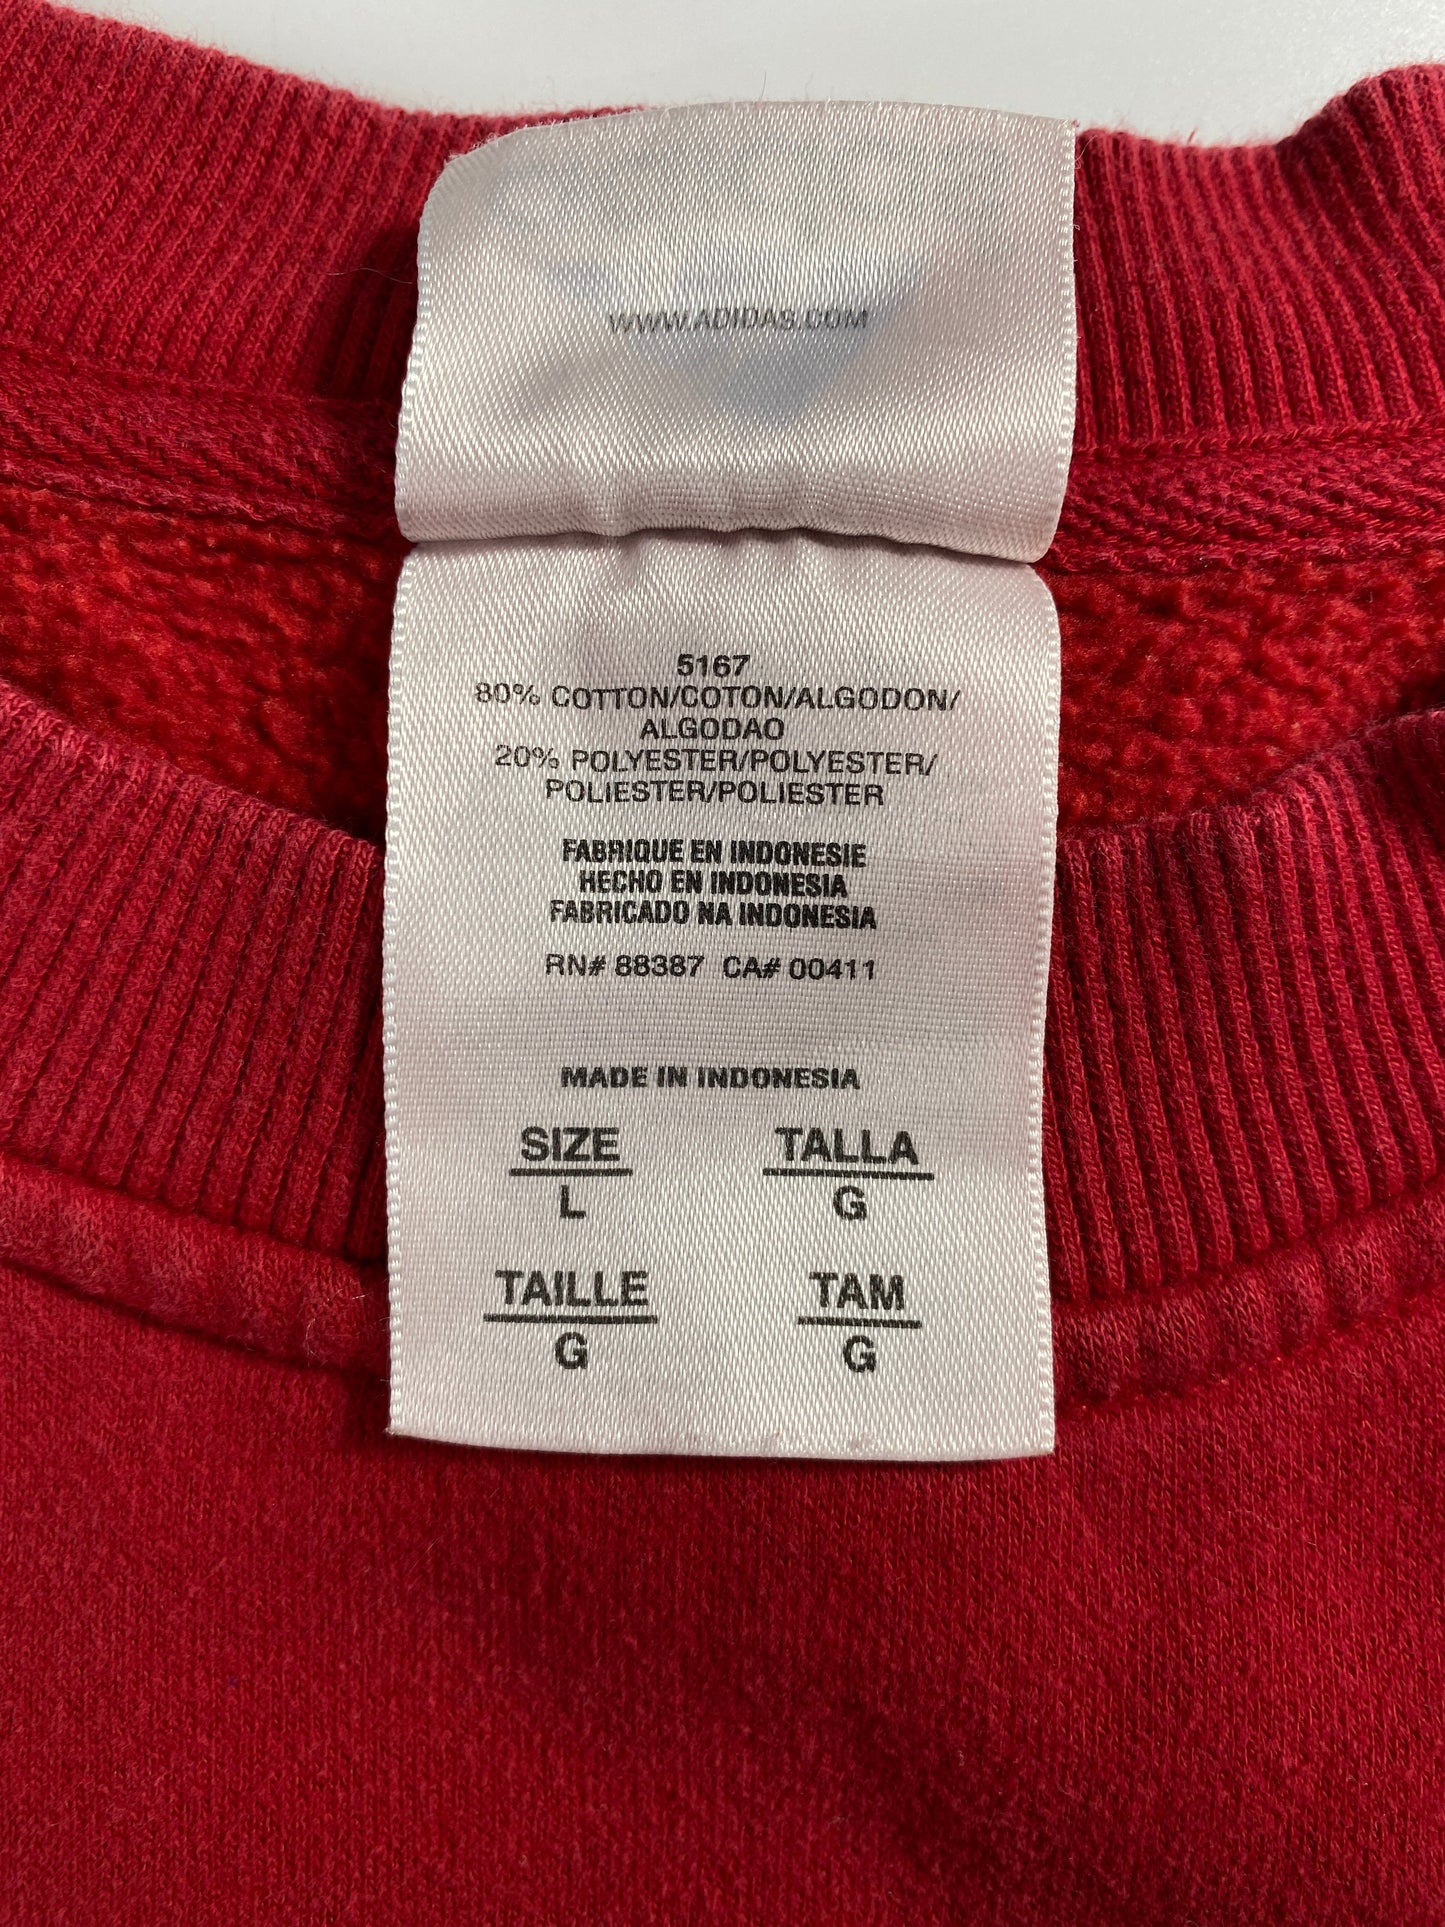 WWW.ADIDAS.COM
5167
80% COTTON/COTON/ALGODON/
ALGODAO
20% POLYESTER/POLYESTER/
POLIESTER/POLIESTER
FABRIQUE EN INDONESIE
HECHO EN INDONESIA
FABRICADO NA INDONESIA
RN# 88387 CA# 00411
MADE IN INDONESIA
SIZE TALLA
L G
TAILLE TAM
G G